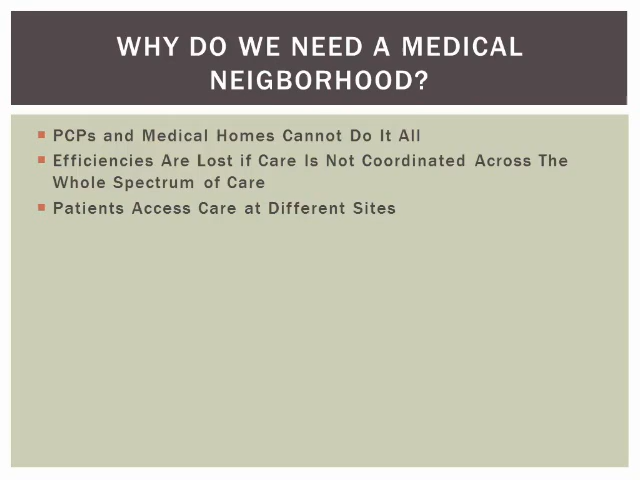 WHY DO WE NEED A MEDICAL
NEIGBORHOOD?
PCPs and Medical Homes Cannot Do It All
Efficiencies Are Lost if Care Is Not Coordinated Across The
Whole Spectrum of Care
Patients Access Care at Different Sites